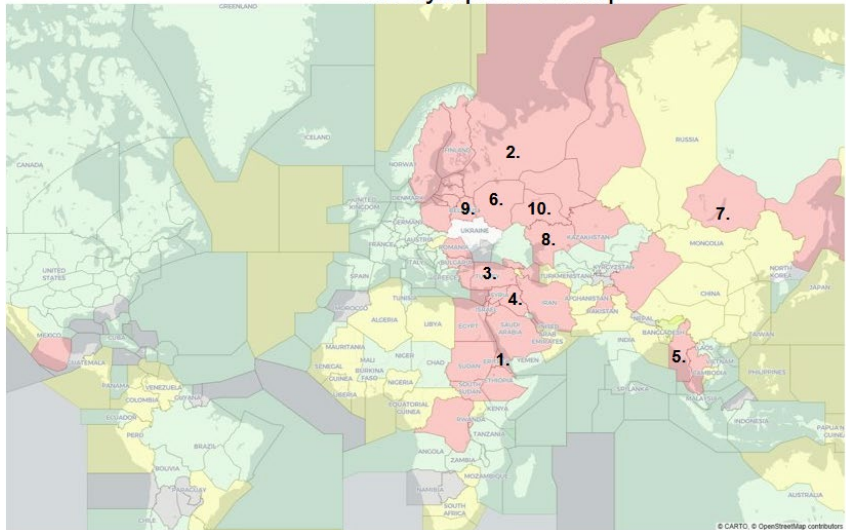 GREENLAND
ICELAND
CANADA
RUSSIA
2.
FINLAND
NORWAY
UNITED
KINGDOM
DENMARK
6.
9.
10.
7.
GERMANY
UKRAINE
8.
KAZAKHSTAN
AUSTRIA
FRANCE
ROMANIA
MONGOLIA
UNITED
STATES
SPAIN
3.
TURKMENISTAN
KYRGYZSTAN
NORTH
KOREA
JAPAN
CHINA
MOROCCO
TUNISIA
4.
IRAN
AFGHANISTAN
PAKISTAN
NEPAL
ALGERIA
LIBYA
EGYPT
ISRAEL
SAUDI
ARABIA
UNITED
ARAB
EMIRATES
BANGLADESH
TAIWAN
MEXICO
CUBA
MAURITANIA
MALI
NIGER
CHAD
SUDAN
1.
YEMEN
INDIA
5.
LAOS
VIETNAM
CAMBODIA
PHILIPPINES
GUATEMALA
SENEGAL
GUINEA
BURKINA
FASO
NIGERIA
SOUTH
SUDAN
ETHIOPIA
SRI LANKA
MALAYSIA
PANAMA
VENEZUELA
COLOMBIA
GUYANA
LIBERIA
EQUATORIAL
GUINEA
KENYA
RWANDA
ECUADOR
TANZANIA
INDONESIA
PERU
BRAZIL
ANGOLA
ZAMBIA
BOLIVIA
MOZAMBIQUE
PARAGUAY
NAMIBIA
SOUTH
AFRICA
AUSTRALIA
CHILE
© CARTO, © OpenStreetMap contributors